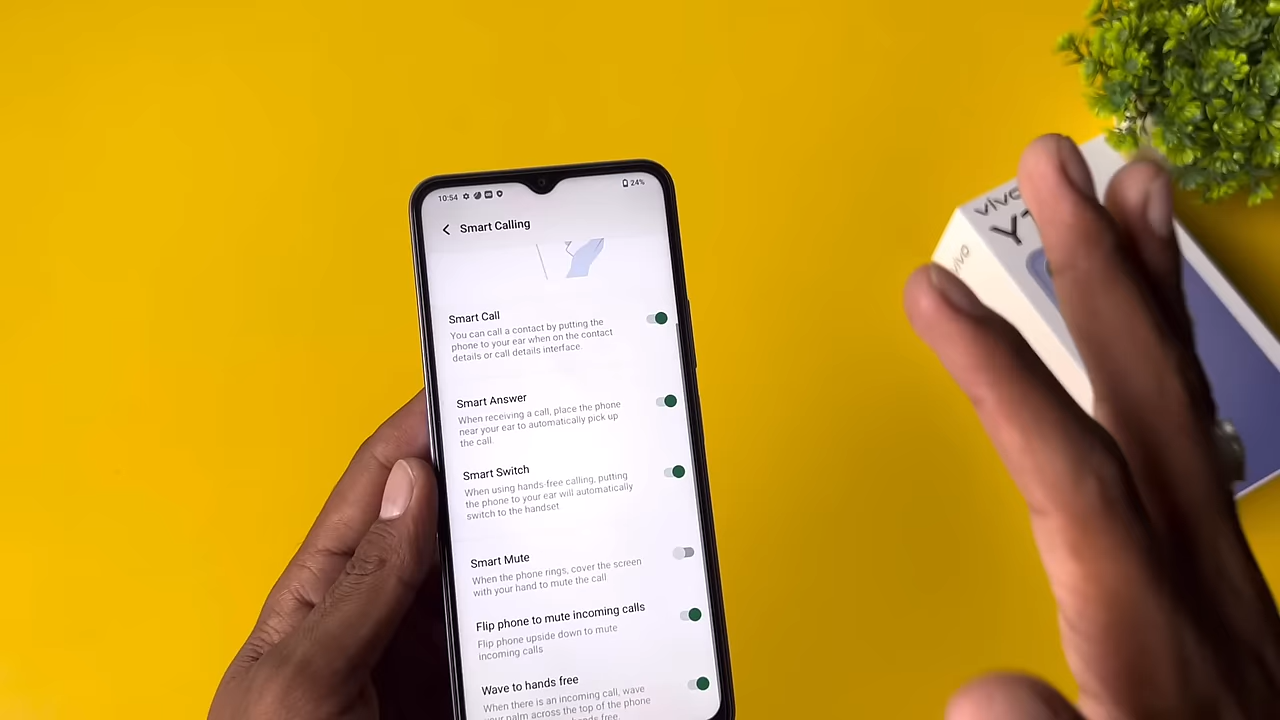 10:54
24%
Smart Calling
Smart Call
You can call a contact by putting the
phone to your ear when on the contact
details or call details interface.
Smart Answer
When receiving a call, place the phone
near your ear to automatically pick up
the call.
Smart Switch
When using hands-free calling, putting
the phone to your ear will automatically
switch to the handset
Smart Mute
When the phone rings, cover the screen
with your hand to mute the call
Flip phone to mute incoming calls
Flip phone upside down to mute
incoming calls
Wave to hands free
When there is an incoming call, wave
your palm across the top of the phone
hands free.
vivo
vivo